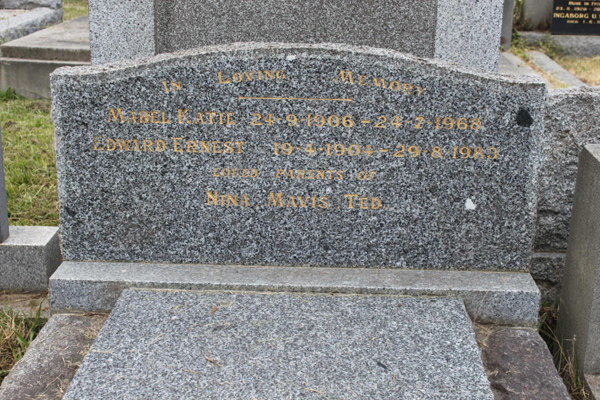 In Loving Memory
Mabel Katie 24·9·1906 – 24·7·1968
Edward Ernest 19·4·1904 – 29·8·1983
Loved Parents of
Nina Mavis Ted
Ingaborg U